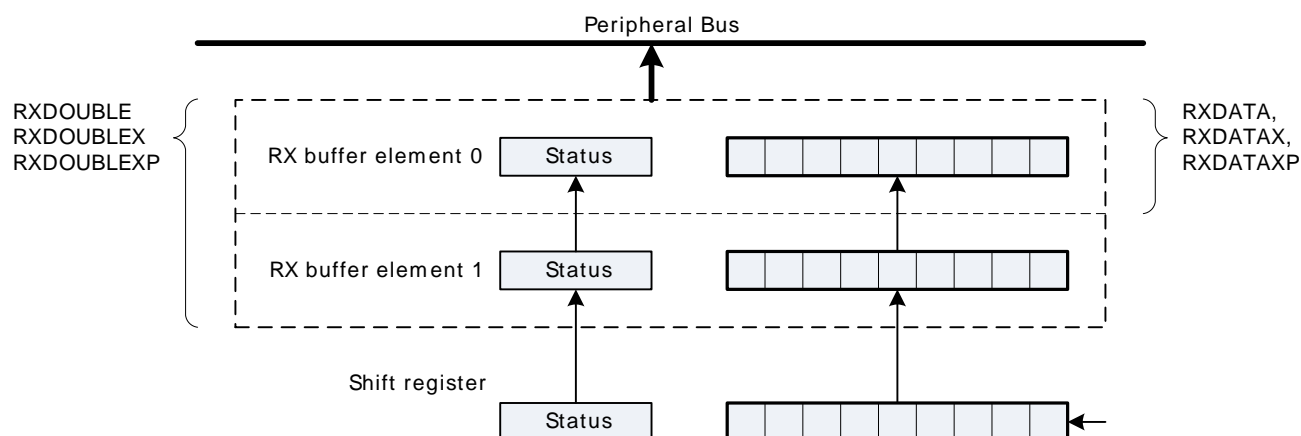 Peripheral Bus
RXDOUBLE
RXDOUBLEX
RXDOUBLEXP
RXDATA,
RXDATAX,
RXDATAXP
RX buffer element 0
Status
RX buffer element 1
Status
Shift register
Status